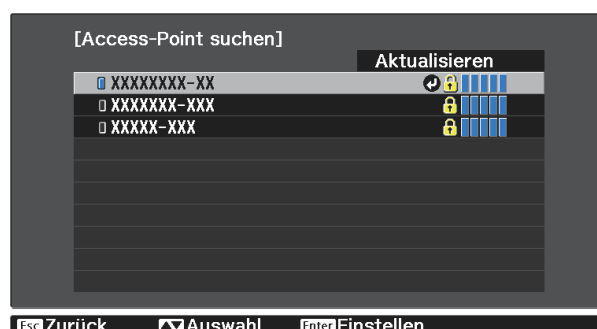 [Access-Point suchen]
Aktualisieren
XXXXXXXX-XX
XXXXXXX-XXX
XXXXX-XXX
Esc Zurück Auswahl Enter Einstellen